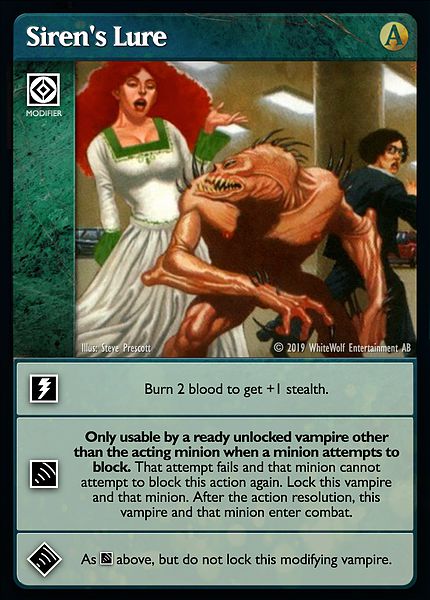 Siren's Lure
A
MODIFIER
Illus: Steve Prescott
© 2019 WhiteWolf Entertainment AB
Burn 2 blood to get +1 stealth.
Only usable by a ready unlocked vampire other
than the acting minion when a minion attempts to
block. That attempt fails and that minion cannot
attempt to block this action again. Lock this vampire
and that minion. After the action resolution, this
vampire and that minion enter combat.
As above, but do not lock this modifying vampire.